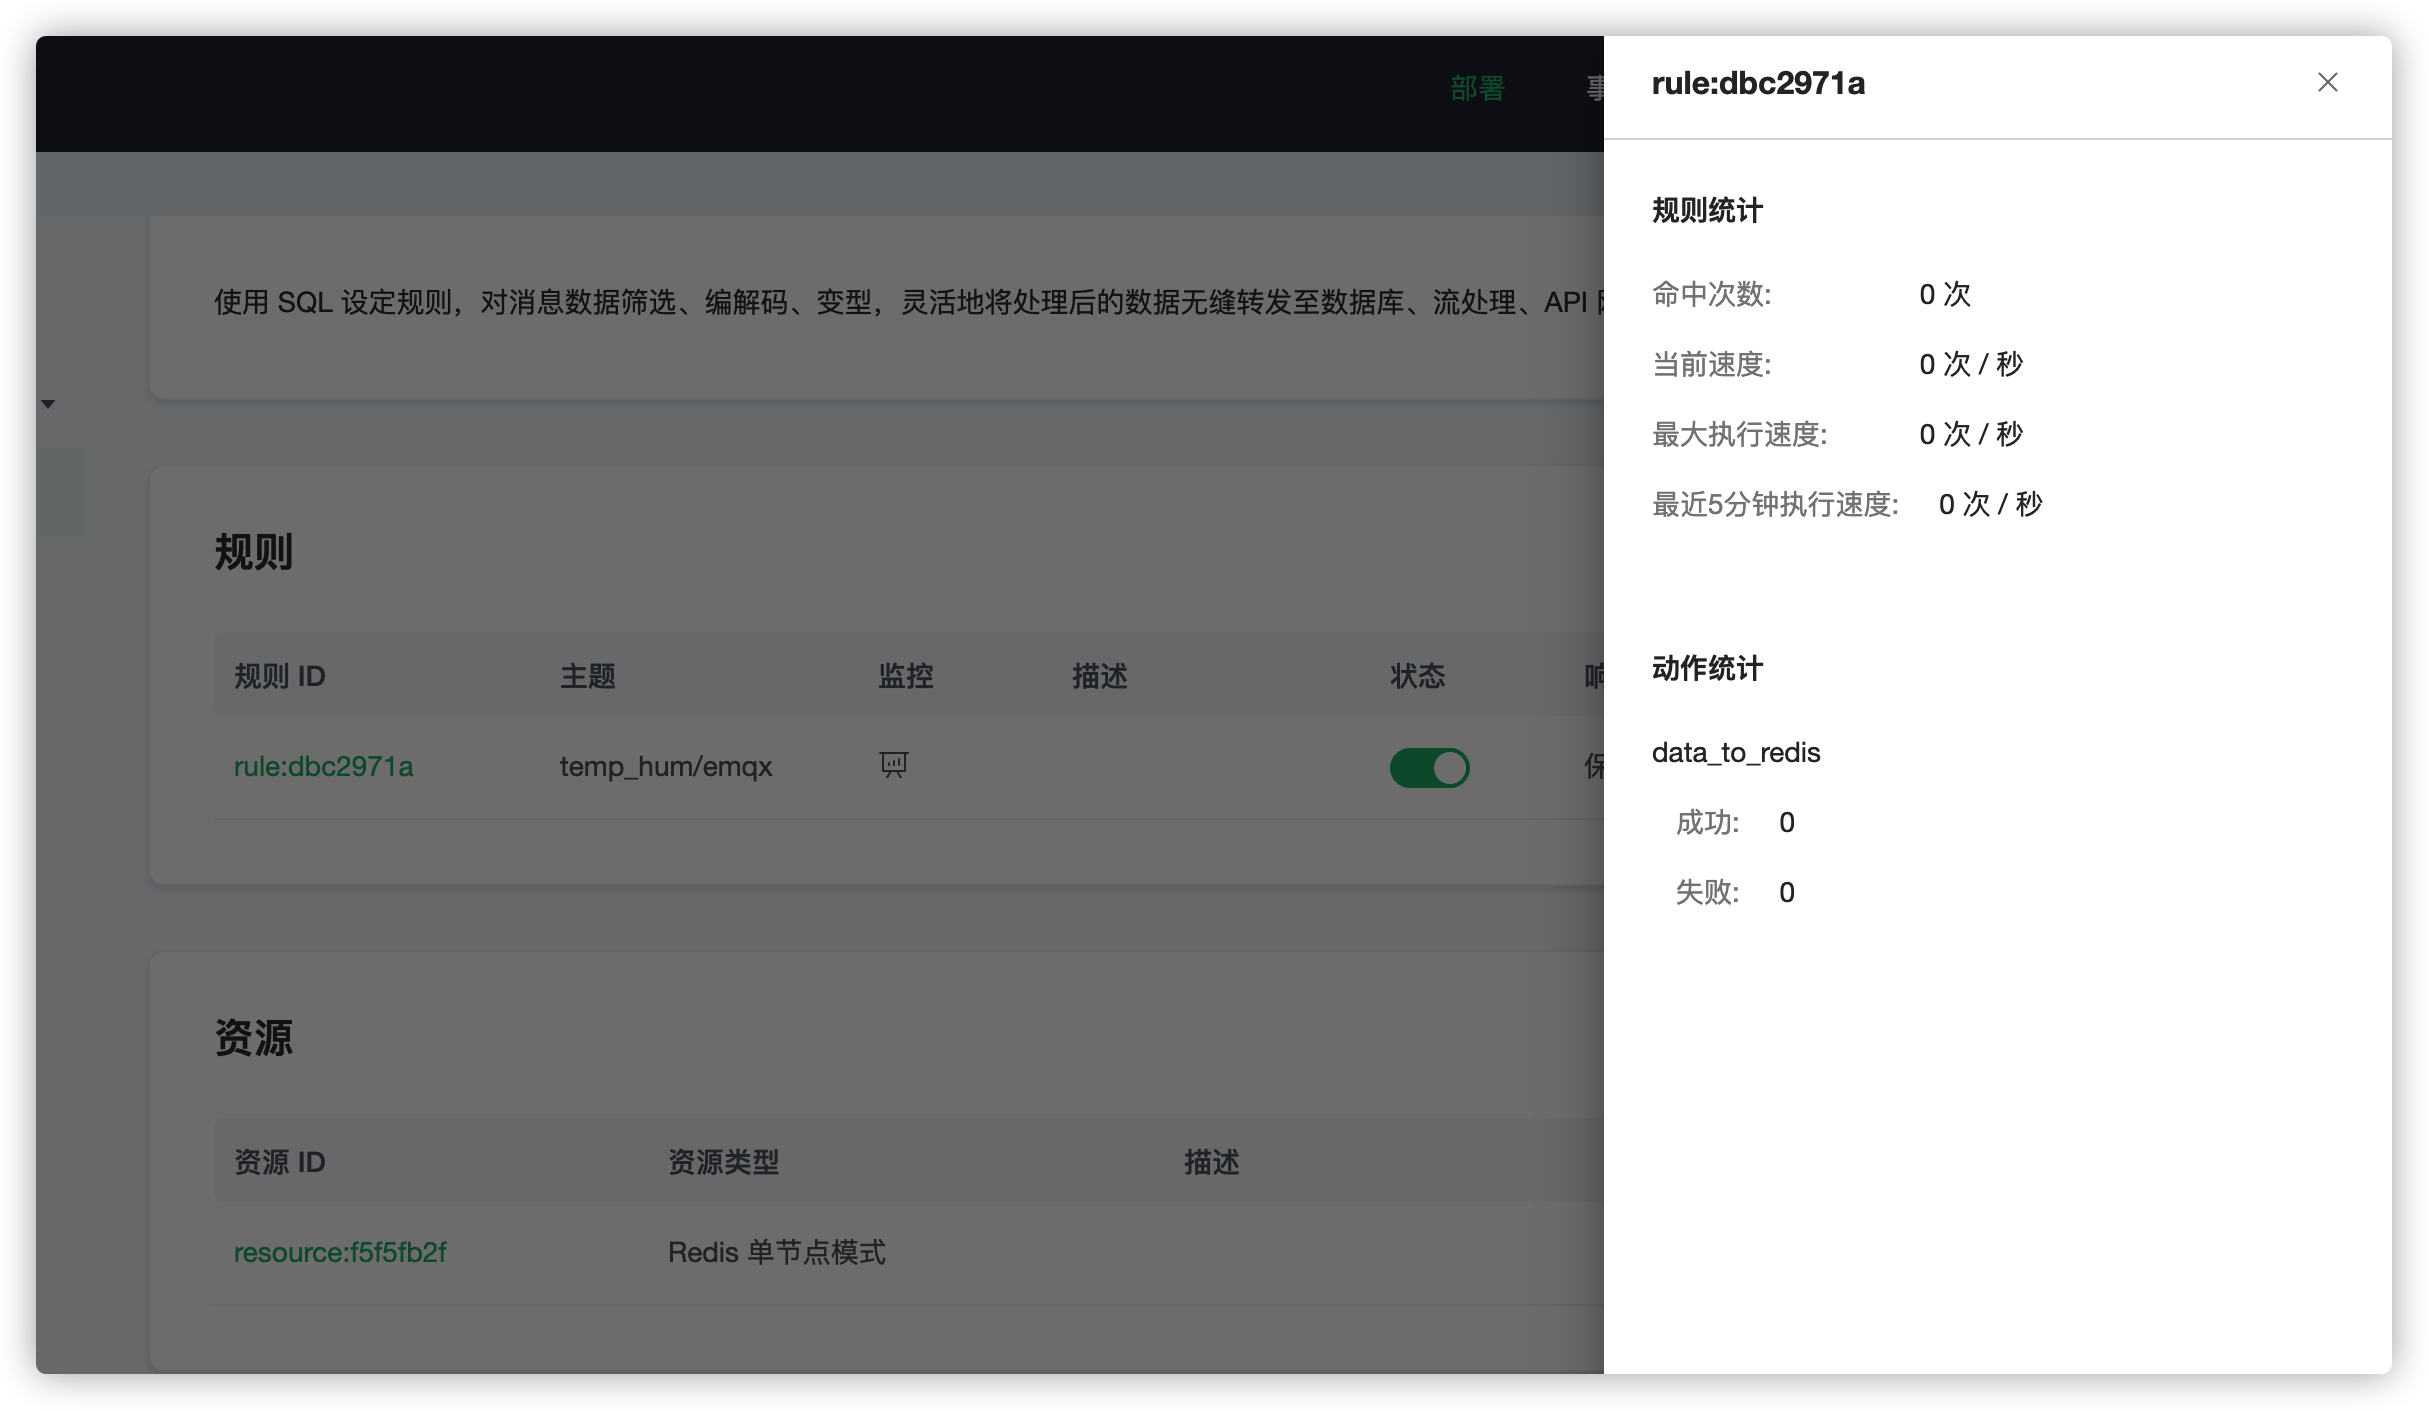 部署
使用 SQL 设定规则，对消息数据筛选、编解码、变型，灵活地将处理后的数据无缝转发至数据库、流处理、API
规则
规则 ID 主题 监控 描述 状态
rule:dbc2971a temp_hum/emqx
资源
资源 ID 资源类型 描述
resource:f5f5fb2f Redis 单节点模式
rule:dbc2971a
规则统计
命中次数: 0 次
当前速度: 0 次 / 秒
最大执行速度: 0 次 / 秒
最近5分钟执行速度: 0 次 / 秒
动作统计
data_to_redis
成功: 0
失败: 0